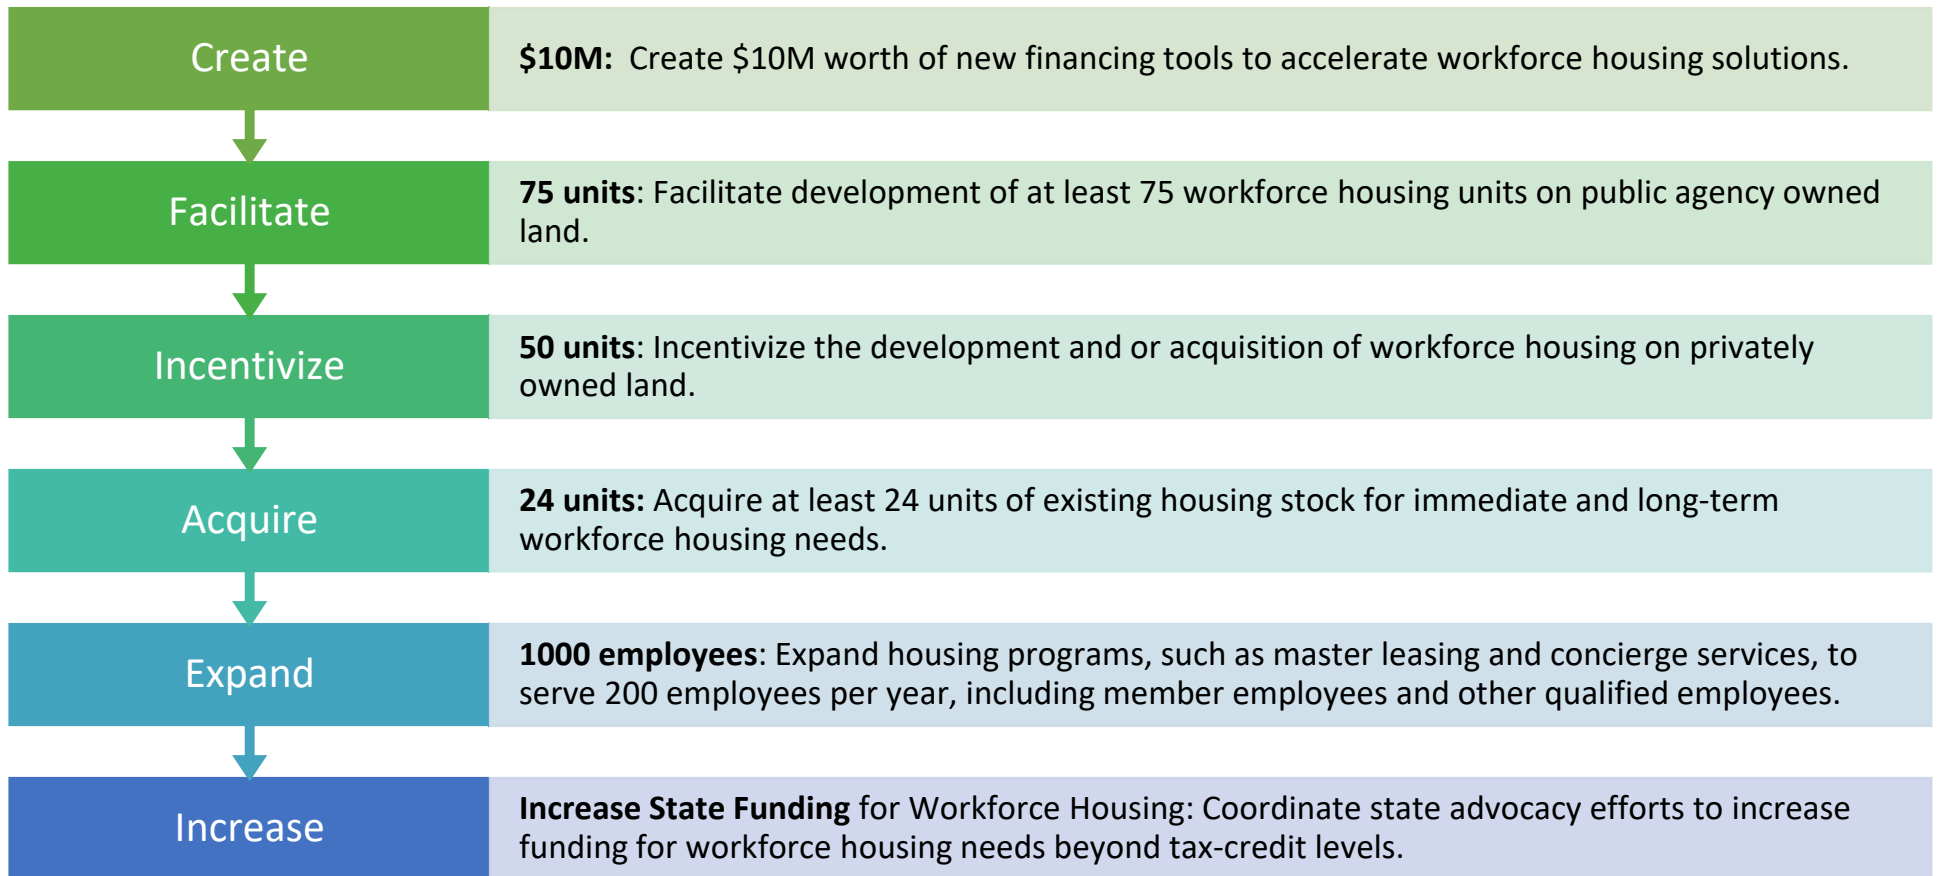 Create
$10M: Create $10M worth of new financing tools to accelerate workforce housing solutions.
Facilitate
75 units: Facilitate development of at least 75 workforce housing units on public agency owned
land.
Incentivize
50 units: Incentivize the development and or acquisition of workforce housing on privately
owned land.
Acquire
24 units: Acquire at least 24 units of existing housing stock for immediate and long-term
workforce housing needs.
Expand
1000 employees: Expand housing programs, such as master leasing and concierge services, to
serve 200 employees per year, including member employees and other qualified employees.
Increase
Increase State Funding for Workforce Housing: Coordinate state advocacy efforts to increase
funding for workforce housing needs beyond tax-credit levels.